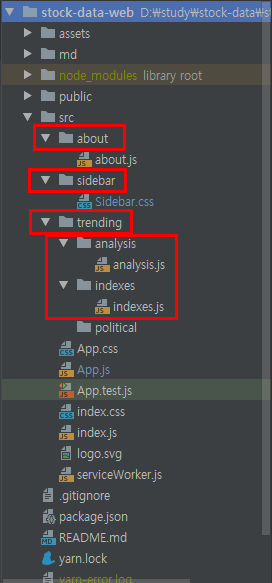 stock-data-web D:₩study₩stock-data₩s
assets
md
node_modules library root
public
src
about
about.js
sidebar
Sidebar.css
trending
analysis
analysis.js
indexes
indexes.js
political
App.css
App.js
App.test.js
index.css
index.js
logo.svg
serviceWorker.js
.gitignore
package.json
README.md
yarn.lock
yarn-error.log